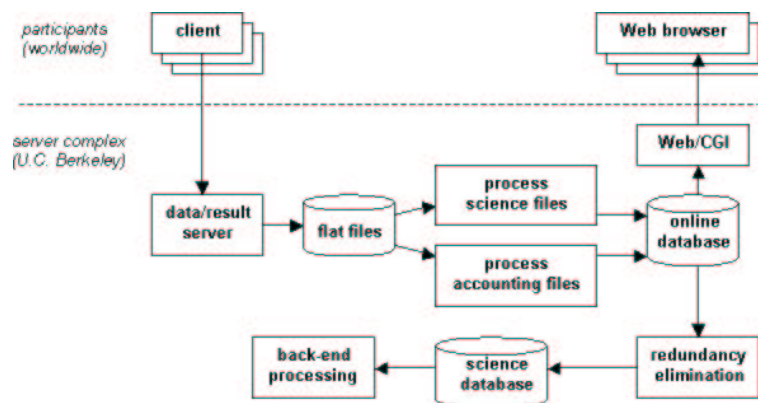 participants
(worldwide)
client
Web browser
server complex
(U.C. Berkeley)
Web/CGI
data/result
server
flat files
process
science files
process
accounting files
online
database
back-end
processing
science
database
redundancy
elimination